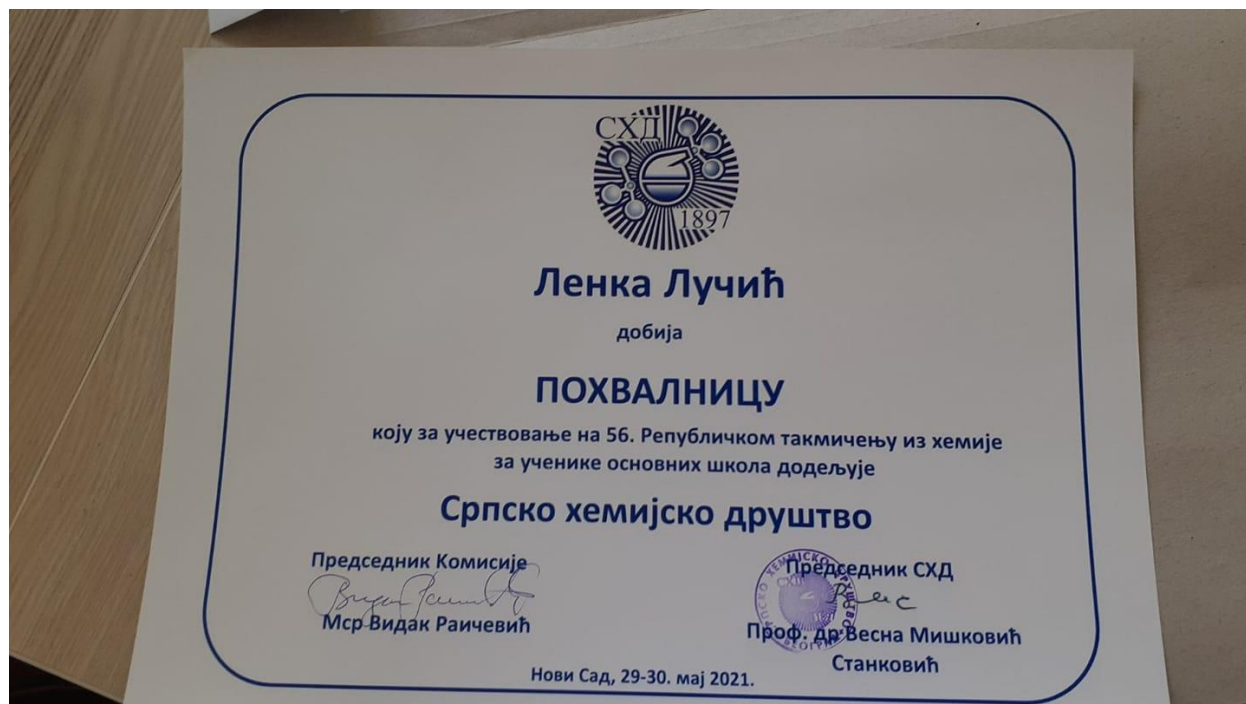 СХД
1897
Ленка Лучић
добија
ПОХВАЛНИЦУ
коју за учествовање на 56. Републичком такмичењу из хемије
за ученике основних школа додељује
Српско хемијско друштво
Председник Комисије
Мср Видак Раичевић
Председник СХД
Проф. др Весна Мишковић
Станковић
Нови Сад, 29-30. мај 2021.